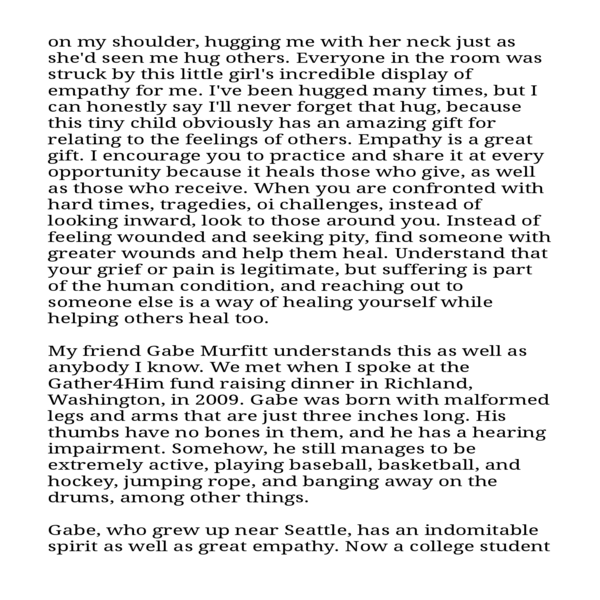 on my shoulder, hugging me with her neck just as
she'd seen me hug others. Everyone in the room was
struck by this little girl's incredible display of
empathy for me. I've been hugged many times, but I
can honestly say I'll never forget that hug, because
this tiny child obviously has an amazing gift for
relating to the feelings of others. Empathy is a great
gift. I encourage you to practice and share it at every
opportunity because it heals those who give, as well
as those who receive. When you are confronted with
hard times, tragedies, oi challenges, instead of
looking inward, look to those around you. Instead of
feeling wounded and seeking pity, find someone with
greater wounds and help them heal. Understand that
your grief or pain is legitimate, but suffering is part
of the human condition, and reaching out to
someone else is a way of healing yourself while
helping others heal too.

My friend Gabe Murfitt understands this as well as
anybody I know. We met when I spoke at the
Gather4Him fund raising dinner in Richland,
Washington, in 2009. Gabe was born with malformed
legs and arms that are just three inches long. His
thumbs have no bones in them, and he has a hearing
impairment. Somehow, he still manages to be
extremely active, playing baseball, basketball, and
hockey, jumping rope, and banging away on the
drums, among other things.

Gabe, who grew up near Seattle, has an indomitable
spirit as well as great empathy. Now a college student